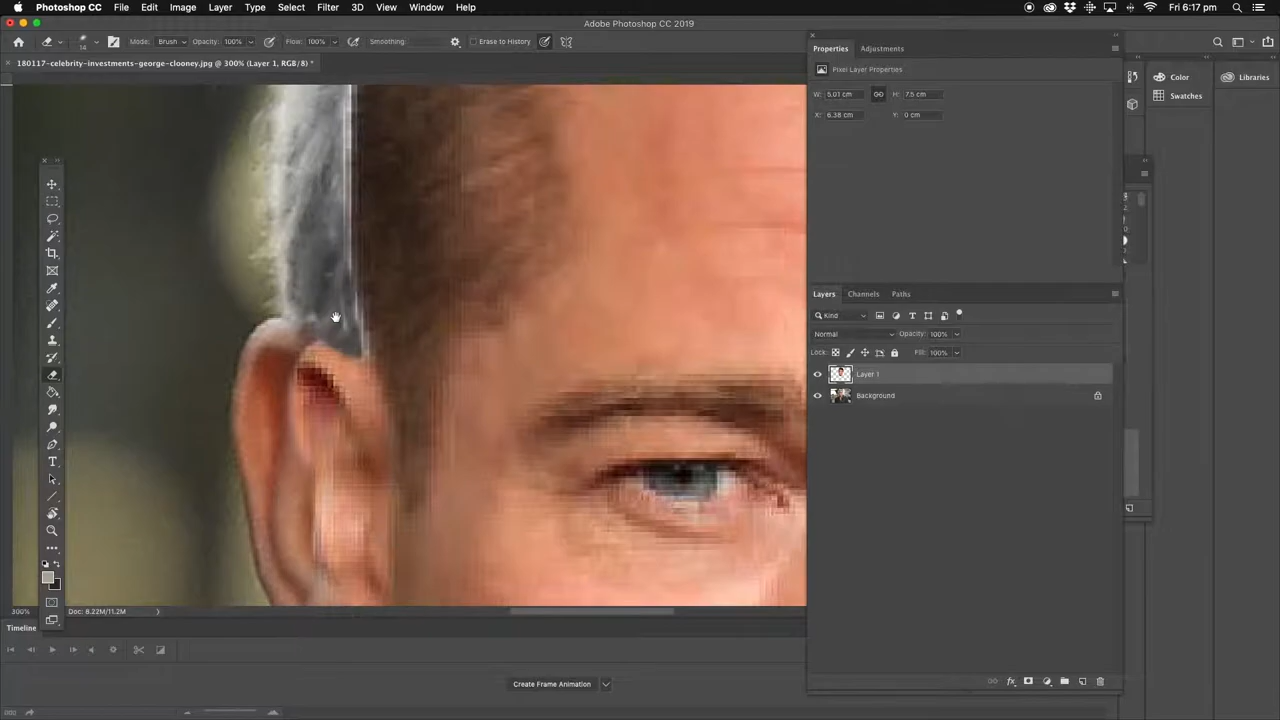 Photoshop CC File Edit Image Layer Type Select Filter 3D View Window Help Fri 6:17 pm
Adobe Photoshop CC 2019
Mode: Brush Opacity: 100% Flow: 100% Smoothing: Erase to History
14
180117-celebrity-investments-george-clooney.jpg @ 300% (Layer 1, RGB/8) *
Properties Adjustments
Pixel Layer Properties
W: 5.01 cm H: 7.5 cm
X: 6.38 cm Y: 0 cm
Color
Swatches
Libraries
Layers Channels Paths
Kind
Normal Opacity: 100%
Lock: Fill: 100%
Layer 1
Background
300% Doc: 8.22M/11.2M
Timeline
Create Frame Animation